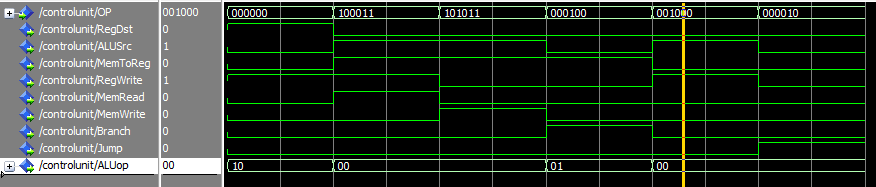 /controlunit/OP 001000 000000 100011 101011 000100 001000 000010
/controlunit/RegDst 0
/controlunit/ALUSrc 1
/controlunit/MemToReg 0
/controlunit/RegWrite 1
/controlunit/MemRead 0
/controlunit/MemWrite 0
/controlunit/Branch 0
/controlunit/Jump 0
/controlunit/ALUop 00 10 00 01 00